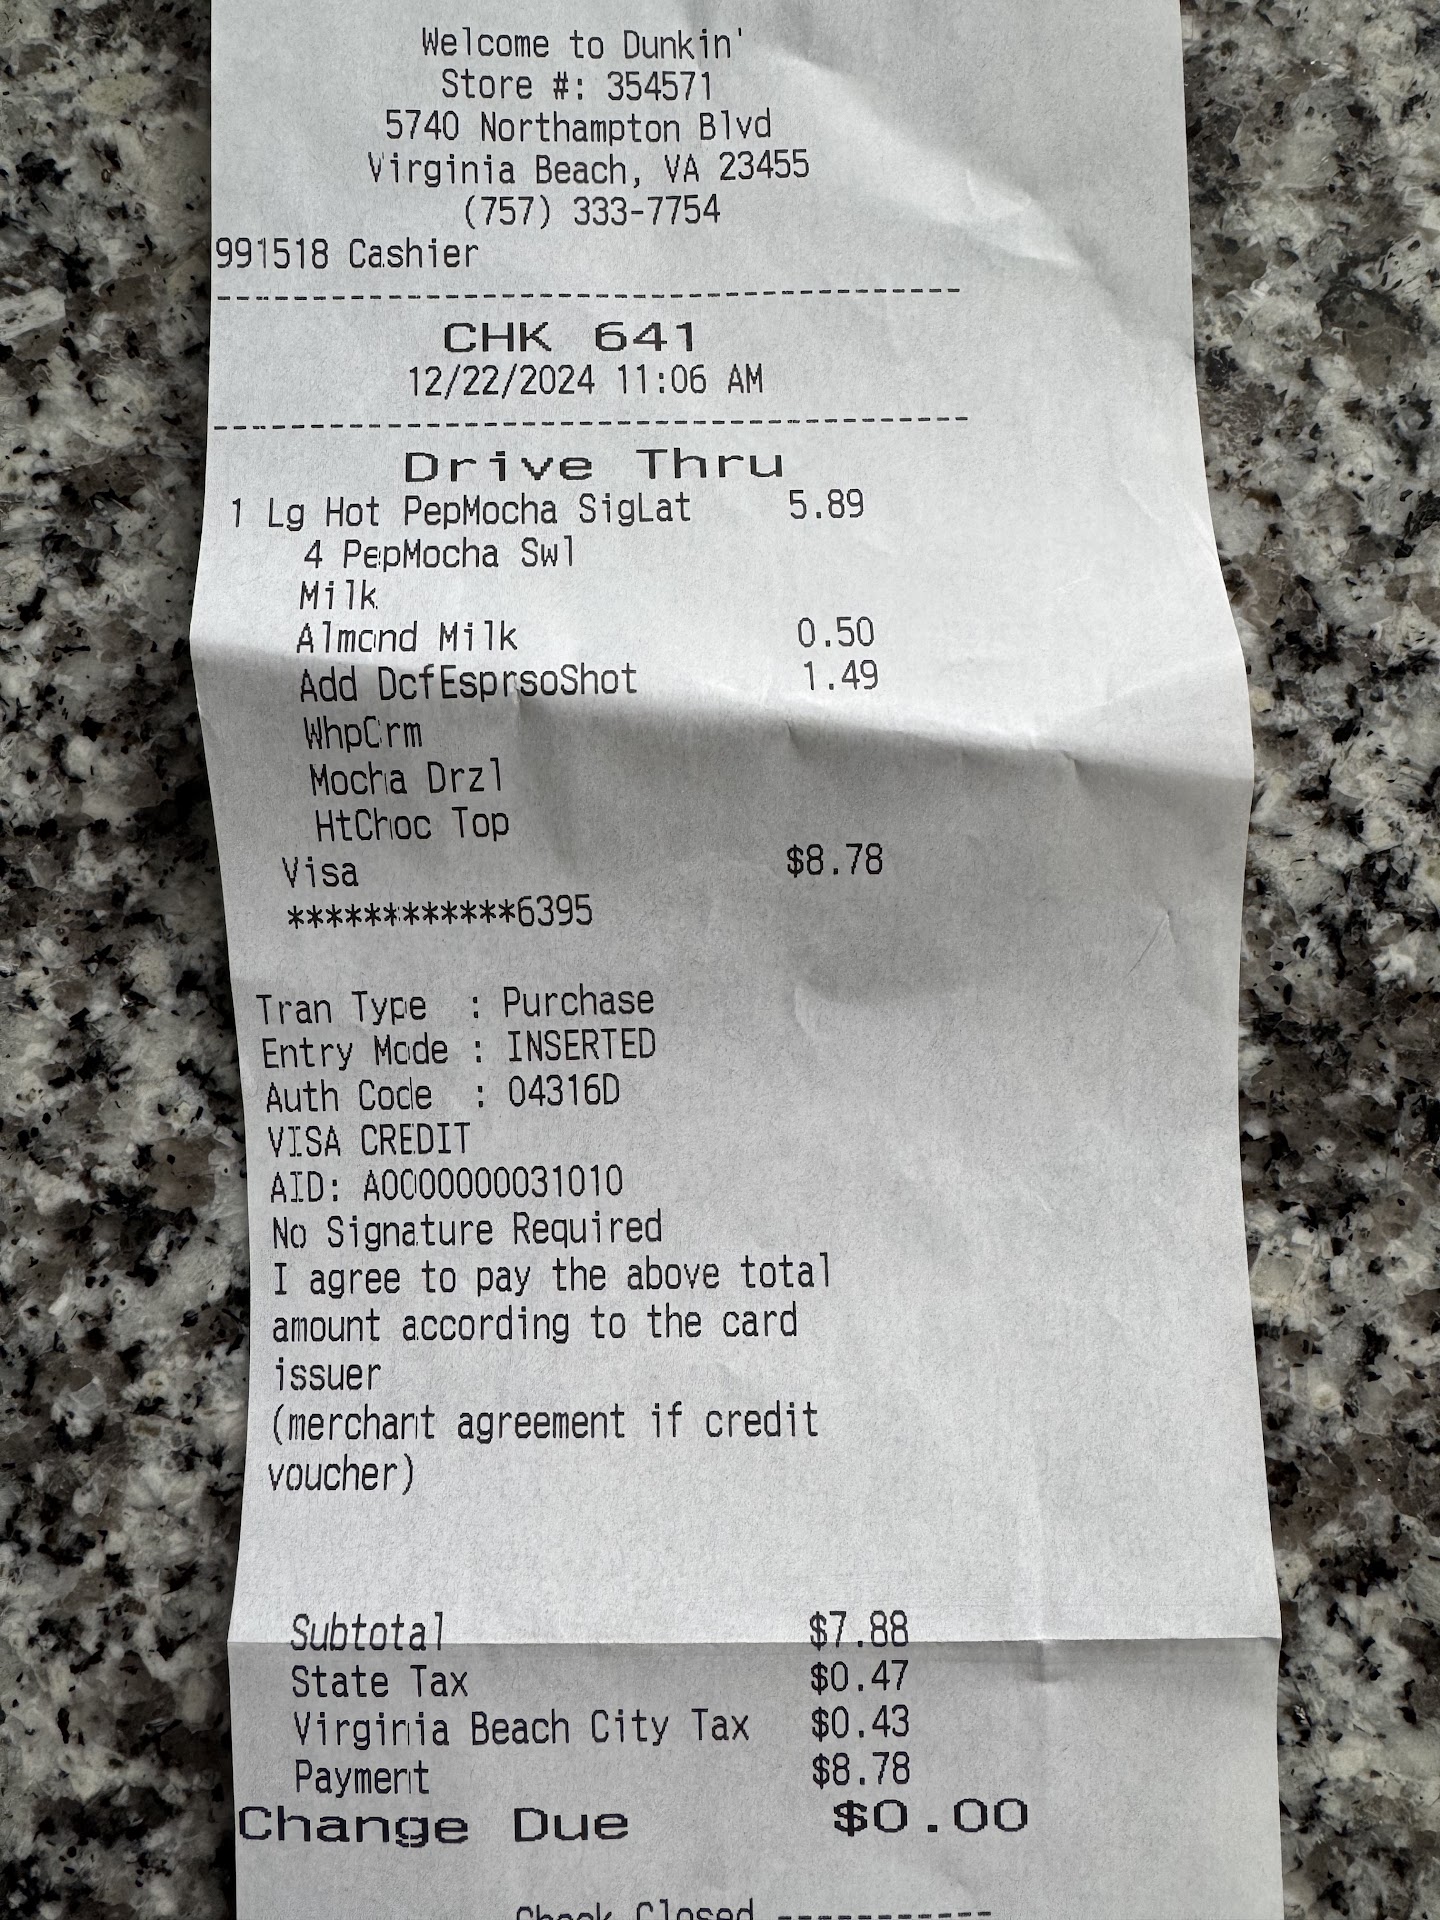 Welcome to Dunkin'
Store #: 354571
5740 Northampton Blvd
Virginia Beach, VA 23455
(757) 333-7754
991518 Cashier
---------------------------------------
CHK 641
12/22/2024 11:06 AM
---------------------------------------
Drive Thru
1 Lg Hot PepMocha SigLat 5.89
4 PepMocha Swl
Milk
Almond Milk 0.50
Add DcfEsprsoShot 1.49
WhpCrm
Mocha Drzl
HtChoc Top
Visa $8.78
************6395
Tran Type : Purchase
Entry Mode : INSERTED
Auth Code : 04316D
VISA CREDIT
AID: A0000000031010
No Signature Required
I agree to pay the above total
amount according to the card
issuer
(merchant agreement if credit
voucher)
Subtotal $7.88
State Tax $0.47
Virginia Beach City Tax $0.43
Payment $8.78
Change Due $0.00
Check Closed -----------